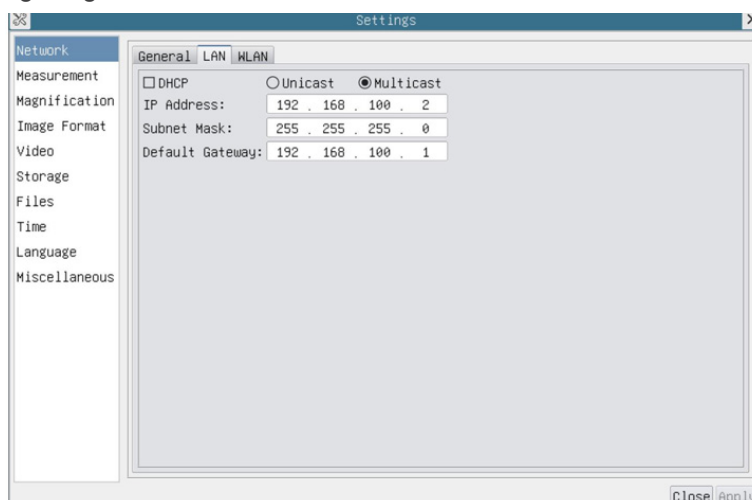 Settings
Network
Measurement
Magnification
Image Format
Video
Storage
Files
Time
Language
Miscellaneous
General LAN WLAN
DHCP Unicast Multicast
IP Address: 192 . 168 . 100 . 2
Subnet Mask: 255 . 255 . 255 . 0
Default Gateway: 192 . 168 . 100 . 1
Close